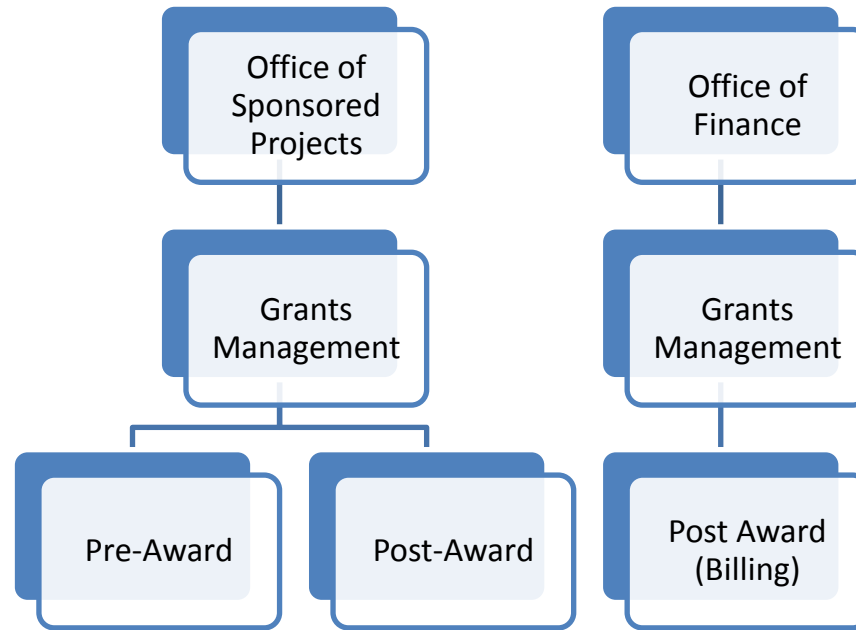 Office of
Sponsored
Projects
Office of
Finance
Grants
Management
Grants
Management
Pre-Award
Post-Award
Post Award
(Billing)